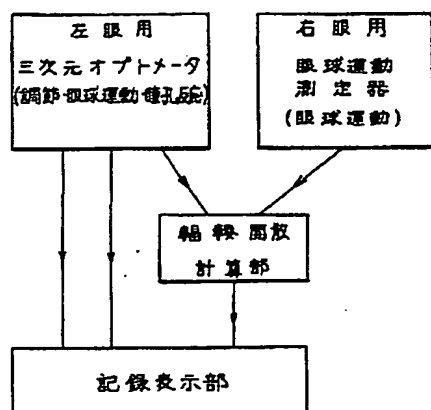 左眼用
三次元オプトメータ
(調節・眼球運動・瞳孔反応)
右眼用
眼球運動
測定器
(眼球運動)
輻輳開散
計算部
記録表示部